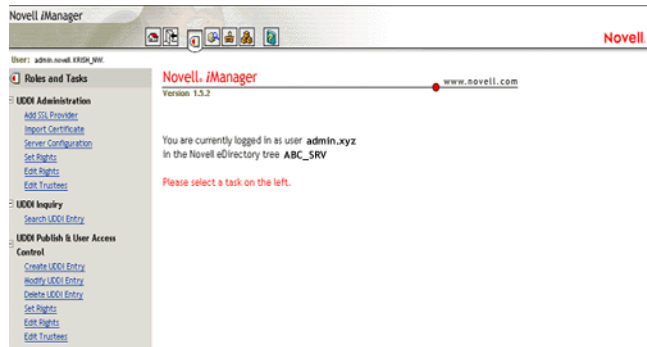 Novell iManager
Novell.
User: admin.novell.KRISH_NW.
Roles and Tasks
UDDI Administration
Add SSL Provider
Import Certificate
Server Configuration
Set Rights
Edit Rights
Edit Trustees
UDDI Inquiry
Search UDDI Entry
UDDI Publish & User Access
Control
Create UDDI Entry
Modify UDDI Entry
Delete UDDI Entry
Set Rights
Edit Rights
Edit Trustees
Novell® iManager
www.novell.com
Version 1.5.2
You are currently logged in as user admin.xyz
In the Novell eDirectory tree ABC_SRV
Please select a task on the left.